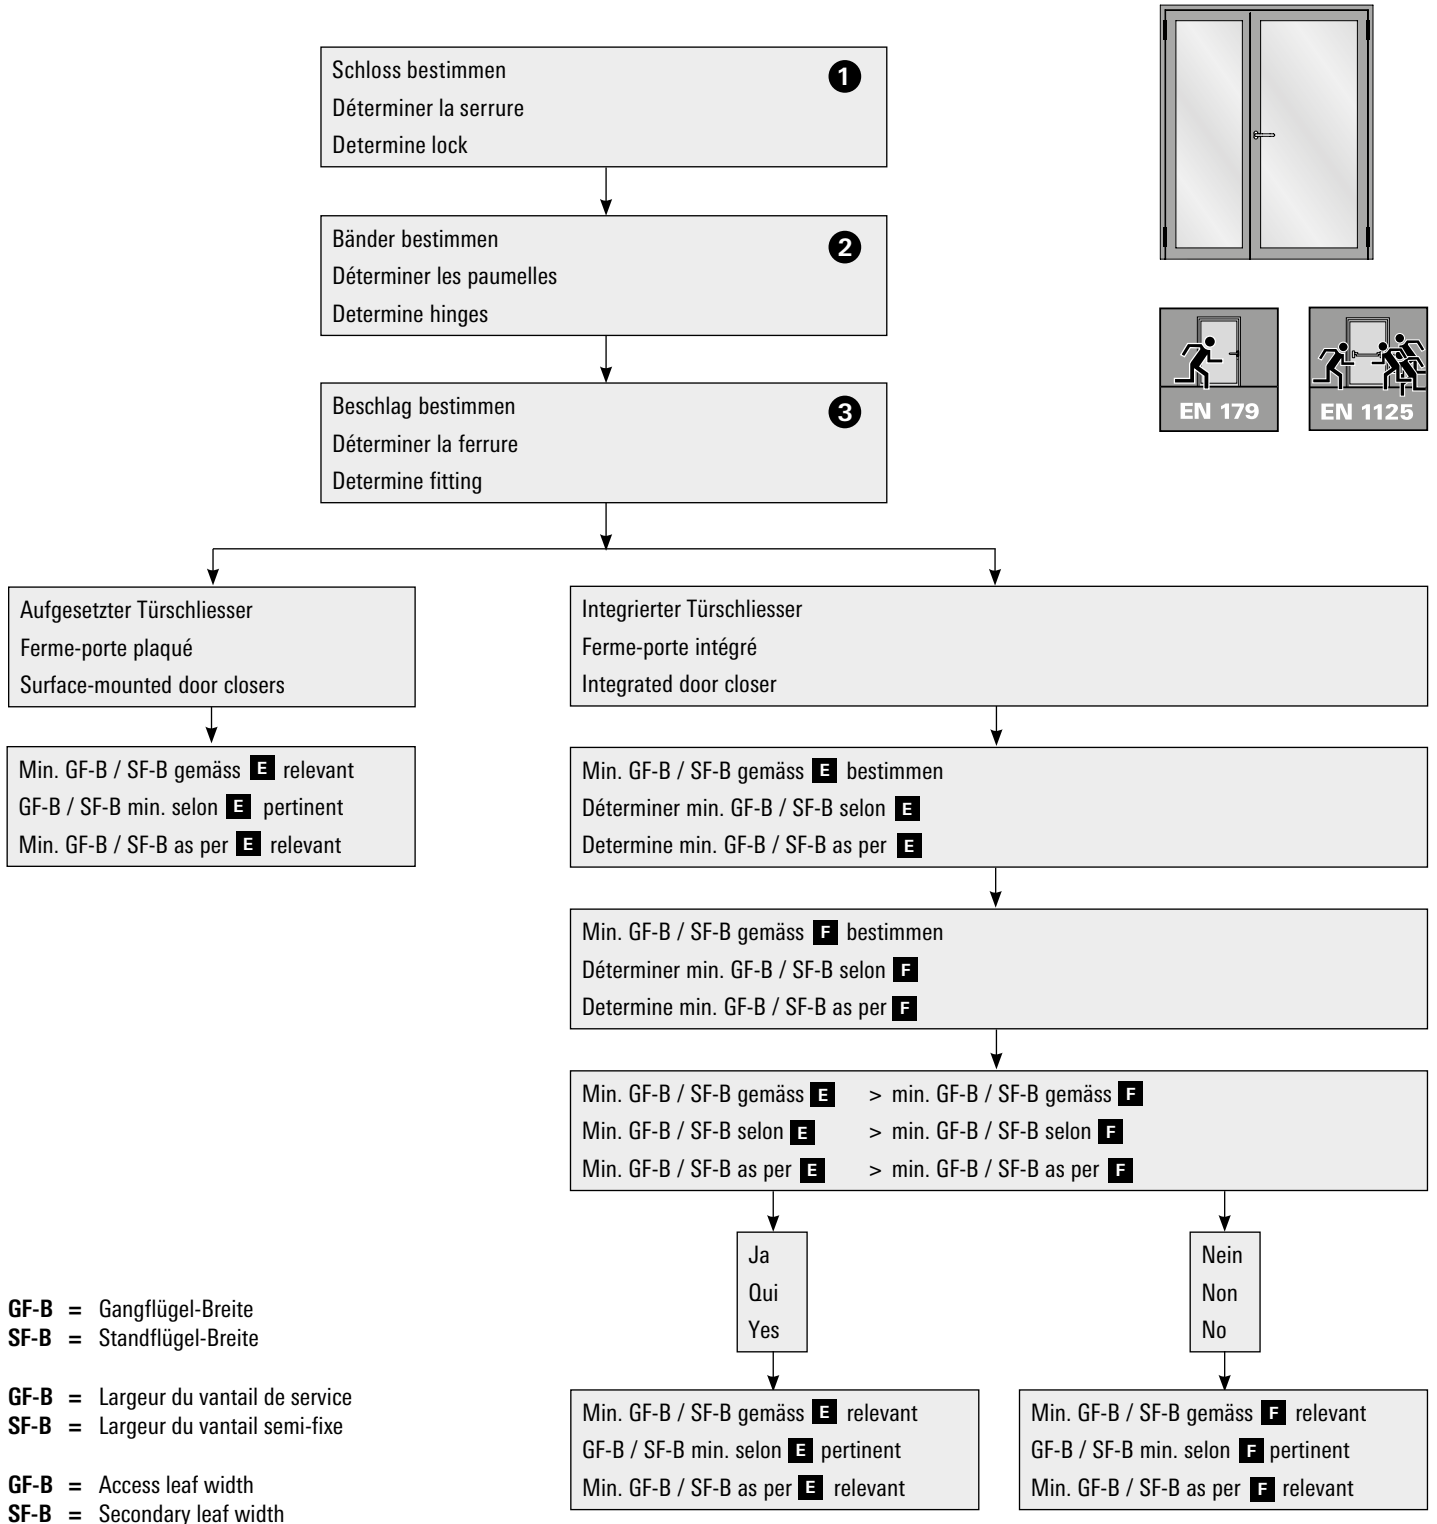 Schloss bestimmen
1
Déterminer la serrure
Determine lock
Bänder bestimmen
2
Déterminer les paumelles
Determine hinges
EN 179
EN 1125
Beschlag bestimmen
3
Déterminer la ferrure
Determine fitting
Aufgesetzter Türschliesser
Ferme-porte plaqué
Surface-mounted door closers
Integrierter Türschliesser
Ferme-porte intégré
Integrated door closer
Min. GF-B / SF-B gemäss E relevant
GF-B / SF-B min. selon E pertinent
Min. GF-B / SF-B as per E relevant
Min. GF-B / SF-B gemäss E bestimmen
Déterminer min. GF-B / SF-B selon E
Determine min. GF-B / SF-B as per E
Min. GF-B / SF-B gemäss F bestimmen
Déterminer min. GF-B / SF-B selon F
Determine min. GF-B / SF-B as per F
Min. GF-B / SF-B gemäss E > min. GF-B / SF-B gemäss F
Min. GF-B / SF-B selon E > min. GF-B / SF-B selon F
Min. GF-B / SF-B as per E > min. GF-B / SF-B as per F
Ja
Qui
Yes
Nein
Non
No
Min. GF-B / SF-B gemäss E relevant
GF-B / SF-B min. selon E pertinent
Min. GF-B / SF-B as per E relevant
Min. GF-B / SF-B gemäss F relevant
GF-B / SF-B min. selon F pertinent
Min. GF-B / SF-B as per F relevant
GF-B = Gangflügel-Breite
SF-B = Standflügel-Breite
GF-B = Largeur du vantail de service
SF-B = Largeur du vantail semi-fixe
GF-B = Access leaf width
SF-B = Secondary leaf width